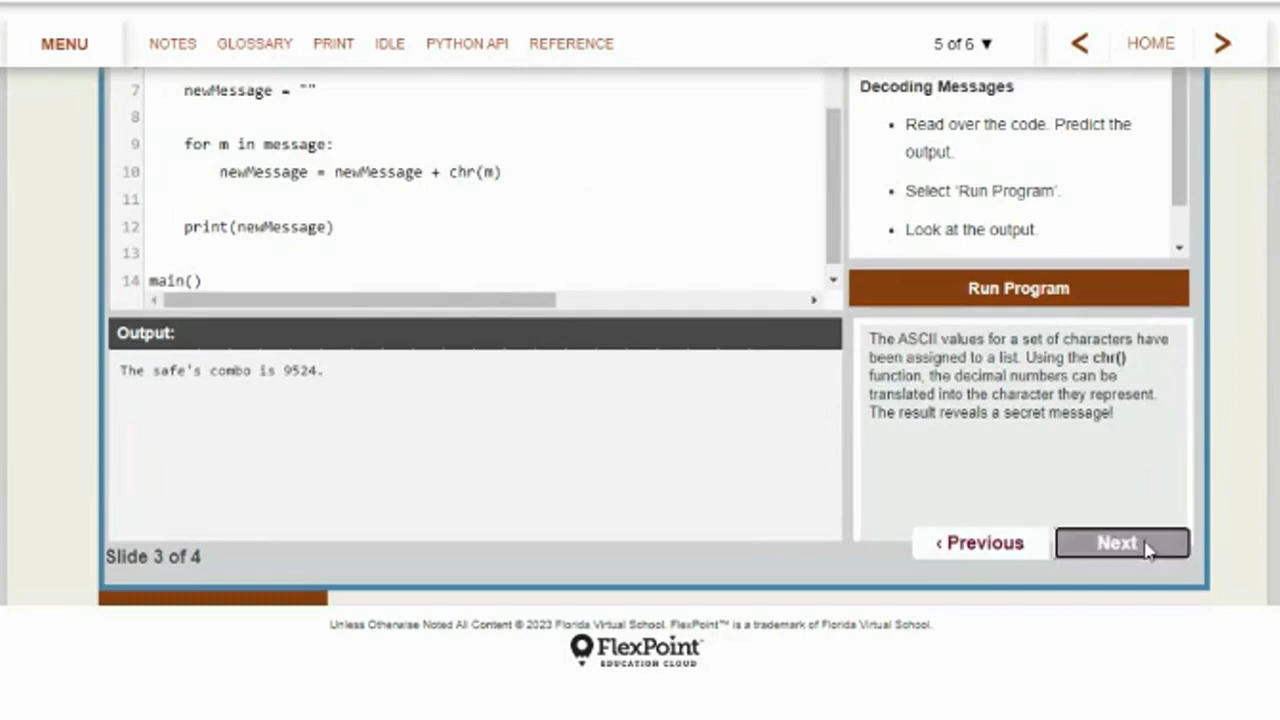 MENU NOTES GLOSSARY PRINT IDLE PYTHON API REFERENCE 5 of 6 ▼ < HOME >
7 newMessage = ""
8
9 for m in message:
10 newMessage = newMessage + chr(m)
11
12 print(newMessage)
13
14 main()
Decoding Messages
• Read over the code. Predict the
output.
• Select 'Run Program'.
• Look at the output.
Run Program
Output:
The safe's combo is 9524.
The ASCII values for a set of characters have
been assigned to a list. Using the chr()
function, the decimal numbers can be
translated into the character they represent.
The result reveals a secret message!
‹ Previous Next
Slide 3 of 4
Unless Otherwise Noted All Content © 2023 Florida Virtual School. FlexPoint™ is a trademark of Florida Virtual School.
FlexPoint™
EDUCATION CLOUD